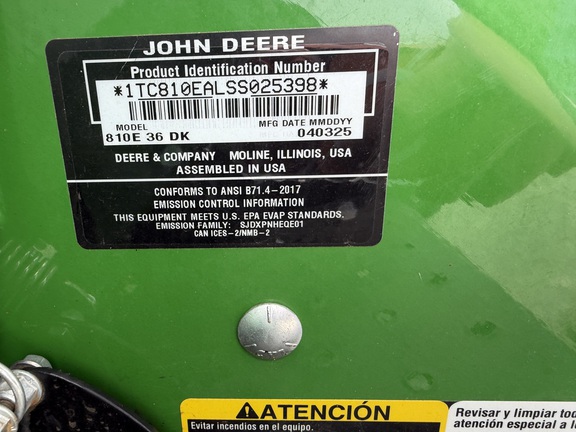 JOHN DEERE
Product Identification Number
*1TC810EALSS025398*
MODEL MFG DATE MMDDYY
810E 36 DK 040325
DEERE & COMPANY MOLINE, ILLINOIS, USA
ASSEMBLED IN USA
CONFORMS TO ANSI B71.4-2017
EMISSION CONTROL INFORMATION
THIS EQUIPMENT MEETS U.S. EPA EVAP STANDARDS.
EMISSION FAMILY: SJDXPNHEQE01
CAN ICES-2/NMB-2
ATENCIÓN
Evitar incendios en el equipo.
Revisar y limpiar tod
atención especial a l